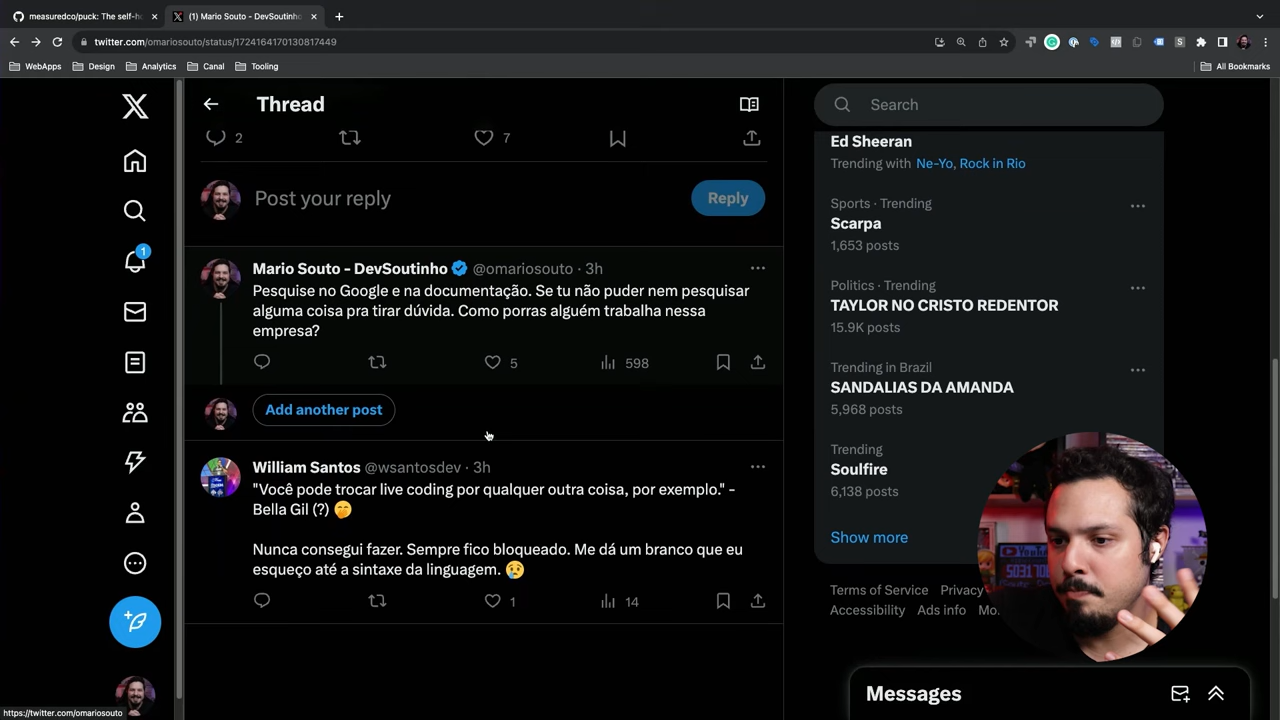 measuredco/puck: The self-h
(1) Mario Souto - DevSoutinho
twitter.com/omariosouto/status/1724164170130817449
WebApps
Design
Analytics
Canal
Tooling
All Bookmarks
Thread
Search
2
7
Post your reply
Reply
Mario Souto - DevSoutinho @omariosouto · 3h
Pesquise no Google e na documentação. Se tu não puder nem pesquisar
alguma coisa pra tirar dúvida. Como porras alguém trabalha nessa
empresa?
5
598
Add another post
William Santos @wsantosdev · 3h
"Você pode trocar live coding por qualquer outra coisa, por exemplo." -
Bella Gil (?) 🤭
Nunca consegui fazer. Sempre fico bloqueado. Me dá um branco que eu
esqueço até a sintaxe da linguagem. 😢
1
14
Ed Sheeran
Trending with Ne-Yo, Rock in Rio
Sports · Trending
Scarpa
1,653 posts
Politics · Trending
TAYLOR NO CRISTO REDENTOR
15.9K posts
Trending in Brazil
SANDALIAS DA AMANDA
5,968 posts
Trending
Soulfire
6,138 posts
Show more
Terms of Service Privacy
Accessibility Ads info Mo
Messages
1
https://twitter.com/omariosouto